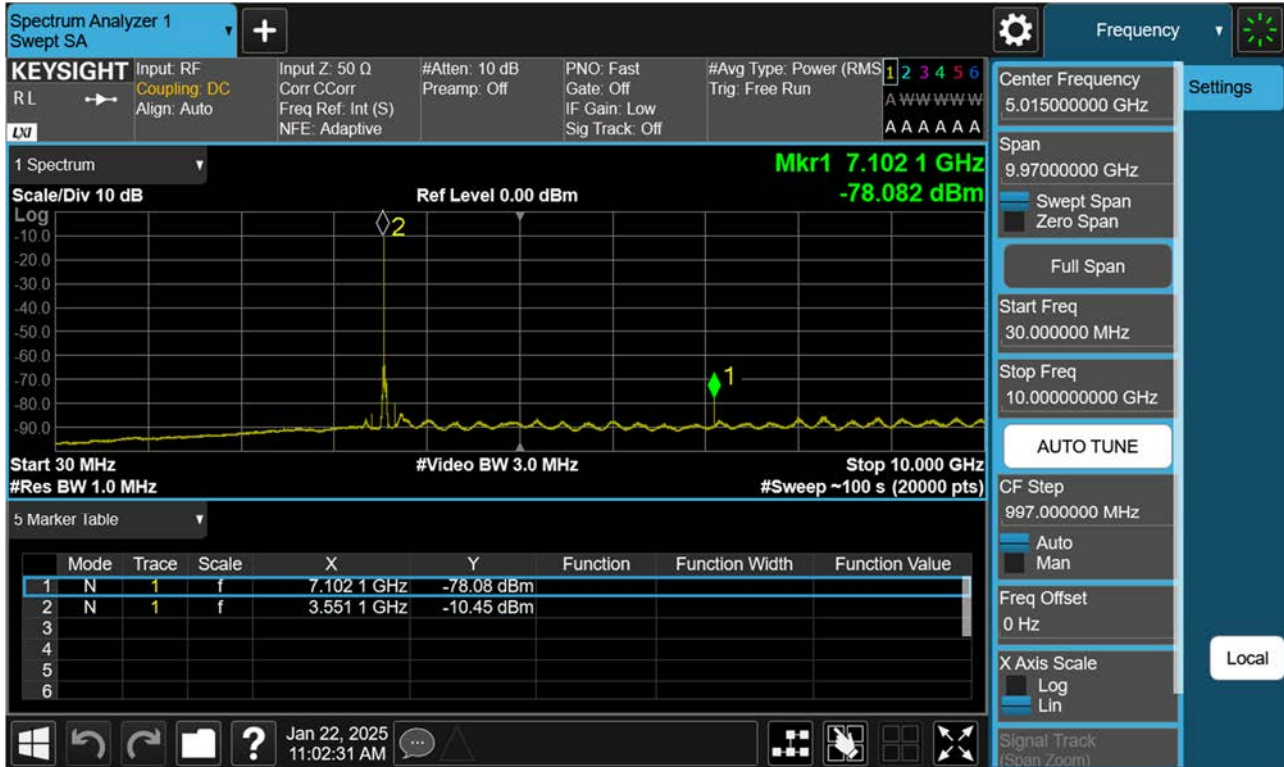 Spectrum Analyzer 1
Swept SA
+
Frequency
KEYSIGHT
RL
LXI
Input: RF
Coupling: DC
Align: Auto
Input Z: 50 Ω
Corr CCorr
Freq Ref: Int (S)
NFE: Adaptive
#Atten: 10 dB
Preamp: Off
PNO: Fast
Gate: Off
IF Gain: Low
Sig Track: Off
#Avg Type: Power (RMS
Trig: Free Run
1 2 3 4 5 6
A W W W W W
A A A A A A
1 Spectrum
Mkr1 7.102 1 GHz
Scale/Div 10 dB
Ref Level 0.00 dBm
-78.082 dBm
Log
2
-10.0
-20.0
-30.0
-40.0
-50.0
-60.0
-70.0
1
-80.0
-90.0
Start 30 MHz
#Video BW 3.0 MHz
Stop 10.000 GHz
#Res BW 1.0 MHz
#Sweep ~100 s (20000 pts)
5 Marker Table
Mode Trace Scale X Y Function Function Width Function Value
1 N 1 f 7.102 1 GHz -78.08 dBm
2 N 1 f 3.551 1 GHz -10.45 dBm
3
4
5
6
?
Jan 22, 2025
11:02:31 AM
Center Frequency
5.015000000 GHz
Settings
Span
9.97000000 GHz
Swept Span
Zero Span
Full Span
Start Freq
30.000000 MHz
Stop Freq
10.000000000 GHz
AUTO TUNE
CF Step
997.000000 MHz
Auto
Man
Freq Offset
0 Hz
X Axis Scale
Log
Lin
Local
Signal Track
(Span Zoom)